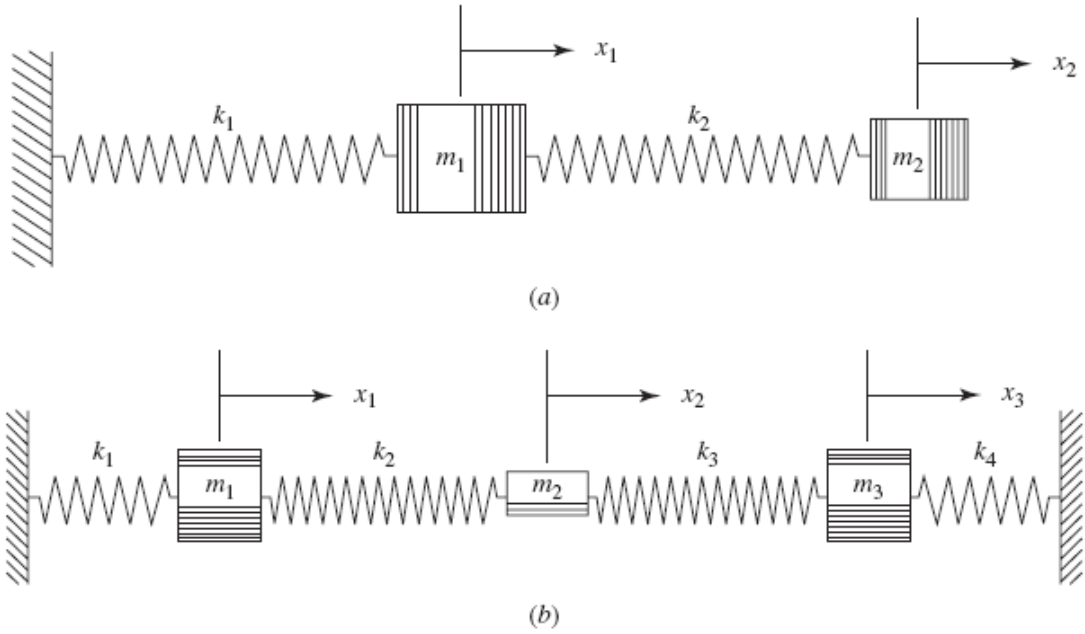 x₁
x₂
k₁
k₂
m₁
m₂
(a)
x₁
x₂
x₃
k₁
k₂
k₃
k₄
m₁
m₂
m₃
(b)